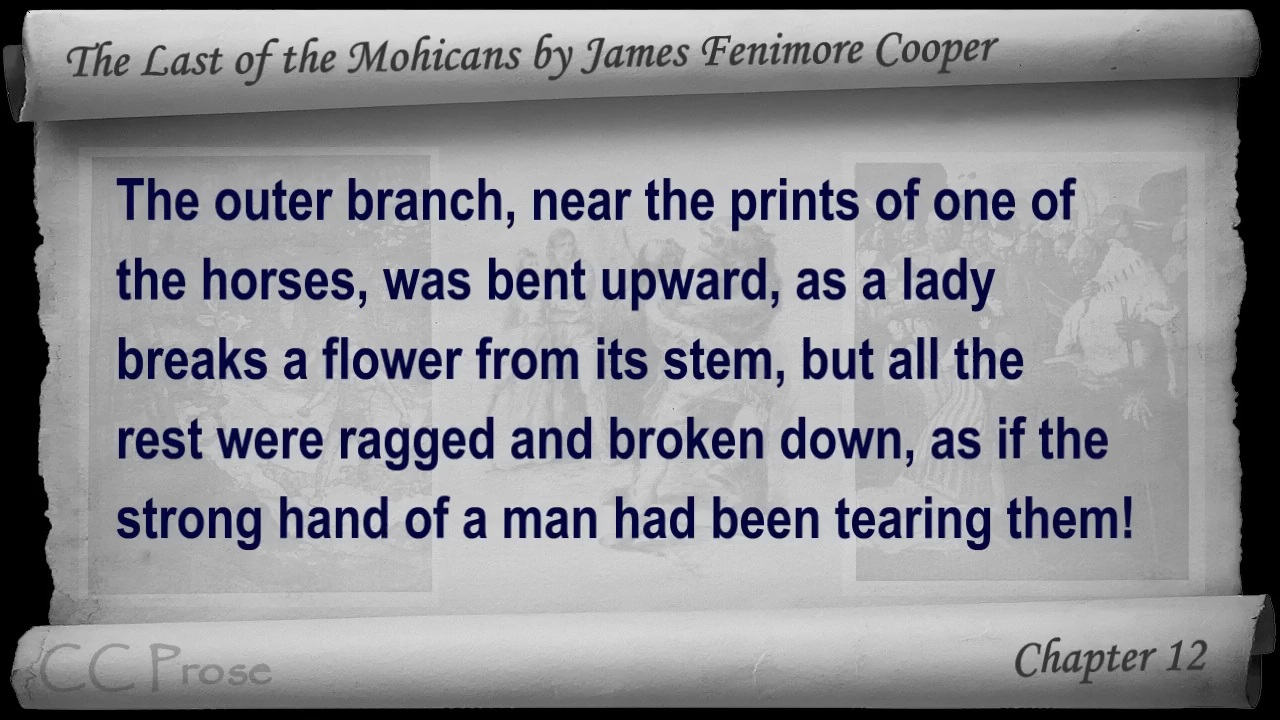 The Last of the Mohicans by James Fenimore Cooper
The outer branch, near the prints of one of
the horses, was bent upward, as a lady
breaks a flower from its stem, but all the
rest were ragged and broken down, as if the
strong hand of a man had been tearing them!
CC Prose
Chapter 12